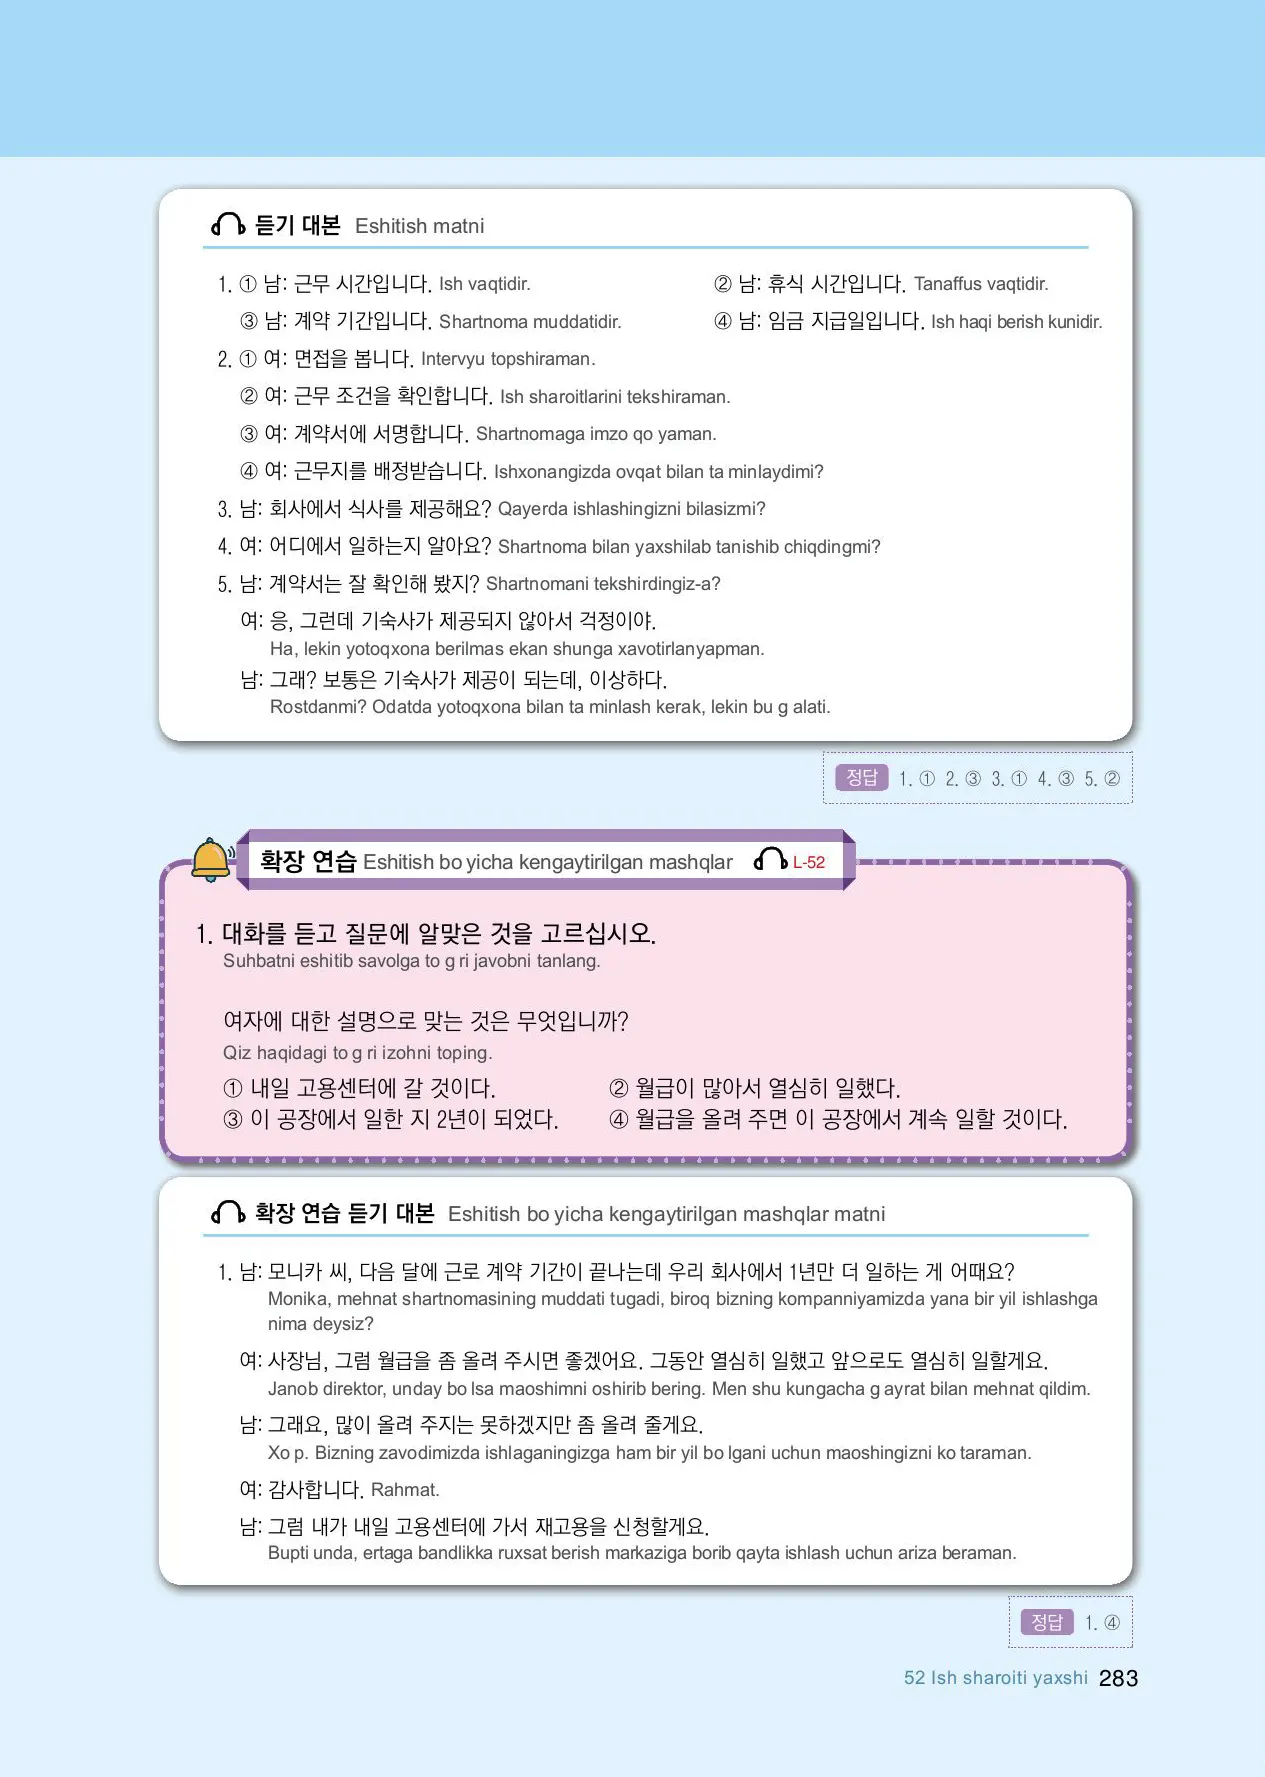 듣기 대본 Eshitish matni
1. ① 남: 근무 시간입니다. Ish vaqtidir. ② 남: 휴식 시간입니다. Tanaffus vaqtidir.
③ 남: 계약 기간입니다. Shartnoma muddatidir. ④ 남: 임금 지급일입니다. Ish haqi berish kunidir.
2. ① 여: 면접을 봅니다. Intervyu topshiraman.
② 여: 근무 조건을 확인합니다. Ish sharoitlarini tekshiraman.
③ 여: 계약서에 서명합니다. Shartnomaga imzo qo yaman.
④ 여: 근무지를 배정받습니다. Ishxonangizda ovqat bilan ta minlaydimi?
3. 남: 회사에서 식사를 제공해요? Qayerda ishlashingizni bilasizmi?
4. 여: 어디에서 일하는지 알아요? Shartnoma bilan yaxshilab tanishib chiqdingmi?
5. 남: 계약서는 잘 확인해 봤지? Shartnomani tekshirdingiz-a?
여: 응, 그런데 기숙사가 제공되지 않아서 걱정이야.
Ha, lekin yotoqxona berilmas ekan shunga xavotirlanyapman.
남: 그래? 보통은 기숙사가 제공이 되는데, 이상하다.
Rostdanmi? Odatda yotoqxona bilan ta minlash kerak, lekin bu g alati.
정답 1. ① 2. ③ 3. ① 4. ③ 5. ②
확장 연습 Eshitish bo yicha kengaytirilgan mashqlar L-52
1. 대화를 듣고 질문에 알맞은 것을 고르십시오.
Suhbatni eshitib savolga to g ri javobni tanlang.
여자에 대한 설명으로 맞는 것은 무엇입니까?
Qiz haqidagi to g ri izohni toping.
① 내일 고용센터에 갈 것이다. ② 월급이 많아서 열심히 일했다.
③ 이 공장에서 일한 지 2년이 되었다. ④ 월급을 올려 주면 이 공장에서 계속 일할 것이다.
확장 연습 듣기 대본 Eshitish bo yicha kengaytirilgan mashqlar matni
1. 남: 모니카 씨, 다음 달에 근로 계약 기간이 끝나는데 우리 회사에서 1년만 더 일하는 게 어때요?
Monika, mehnat shartnomasining muddati tugadi, biroq bizning kompanniyamizda yana bir yil ishlashga
nima deysiz?
여: 사장님, 그럼 월급을 좀 올려 주시면 좋겠어요. 그동안 열심히 일했고 앞으로도 열심히 일할게요.
Janob direktor, unday bo lsa maoshimni oshirib bering. Men shu kungacha g ayrat bilan mehnat qildim.
남: 그래요, 많이 올려 주지는 못하겠지만 좀 올려 줄게요.
Xo p. Bizning zavodimizda ishlaganingizga ham bir yil bo lgani uchun maoshingizni ko taraman.
여: 감사합니다. Rahmat.
남: 그럼 내가 내일 고용센터에 가서 재고용을 신청할게요.
Bupti unda, ertaga bandlikka ruxsat berish markaziga borib qayta ishlash uchun ariza beraman.
정답 1. ④
52 Ish sharoiti yaxshi 283